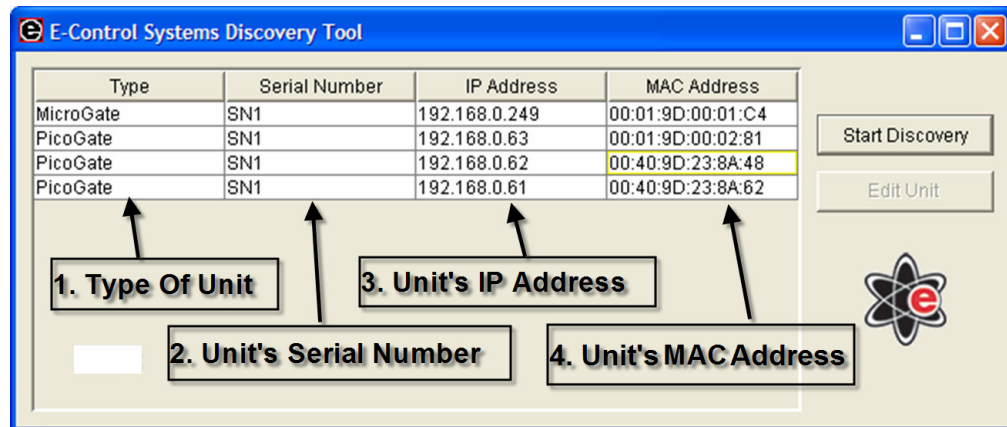 E-Control Systems Discovery Tool
Type Serial Number IP Address MAC Address
MicroGate SN1 192.168.0.249 00:01:9D:00:01:C4
PicoGate SN1 192.168.0.63 00:01:9D:00:02:81
PicoGate SN1 192.168.0.62 00:40:9D:23:8A:48
PicoGate SN1 192.168.0.61 00:40:9D:23:8A:62
Start Discovery
Edit Unit
1. Type Of Unit
3. Unit's IP Address
2. Unit's Serial Number
4. Unit's MAC Address
e